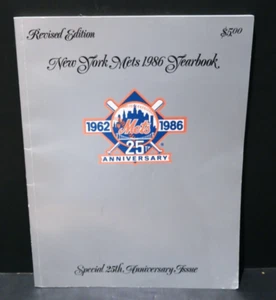 Revised Edition
$5.00
New York Mets 1986 Yearbook
Mets
1962
1986
25th
ANNIVERSARY
Special 25th Anniversary Issue